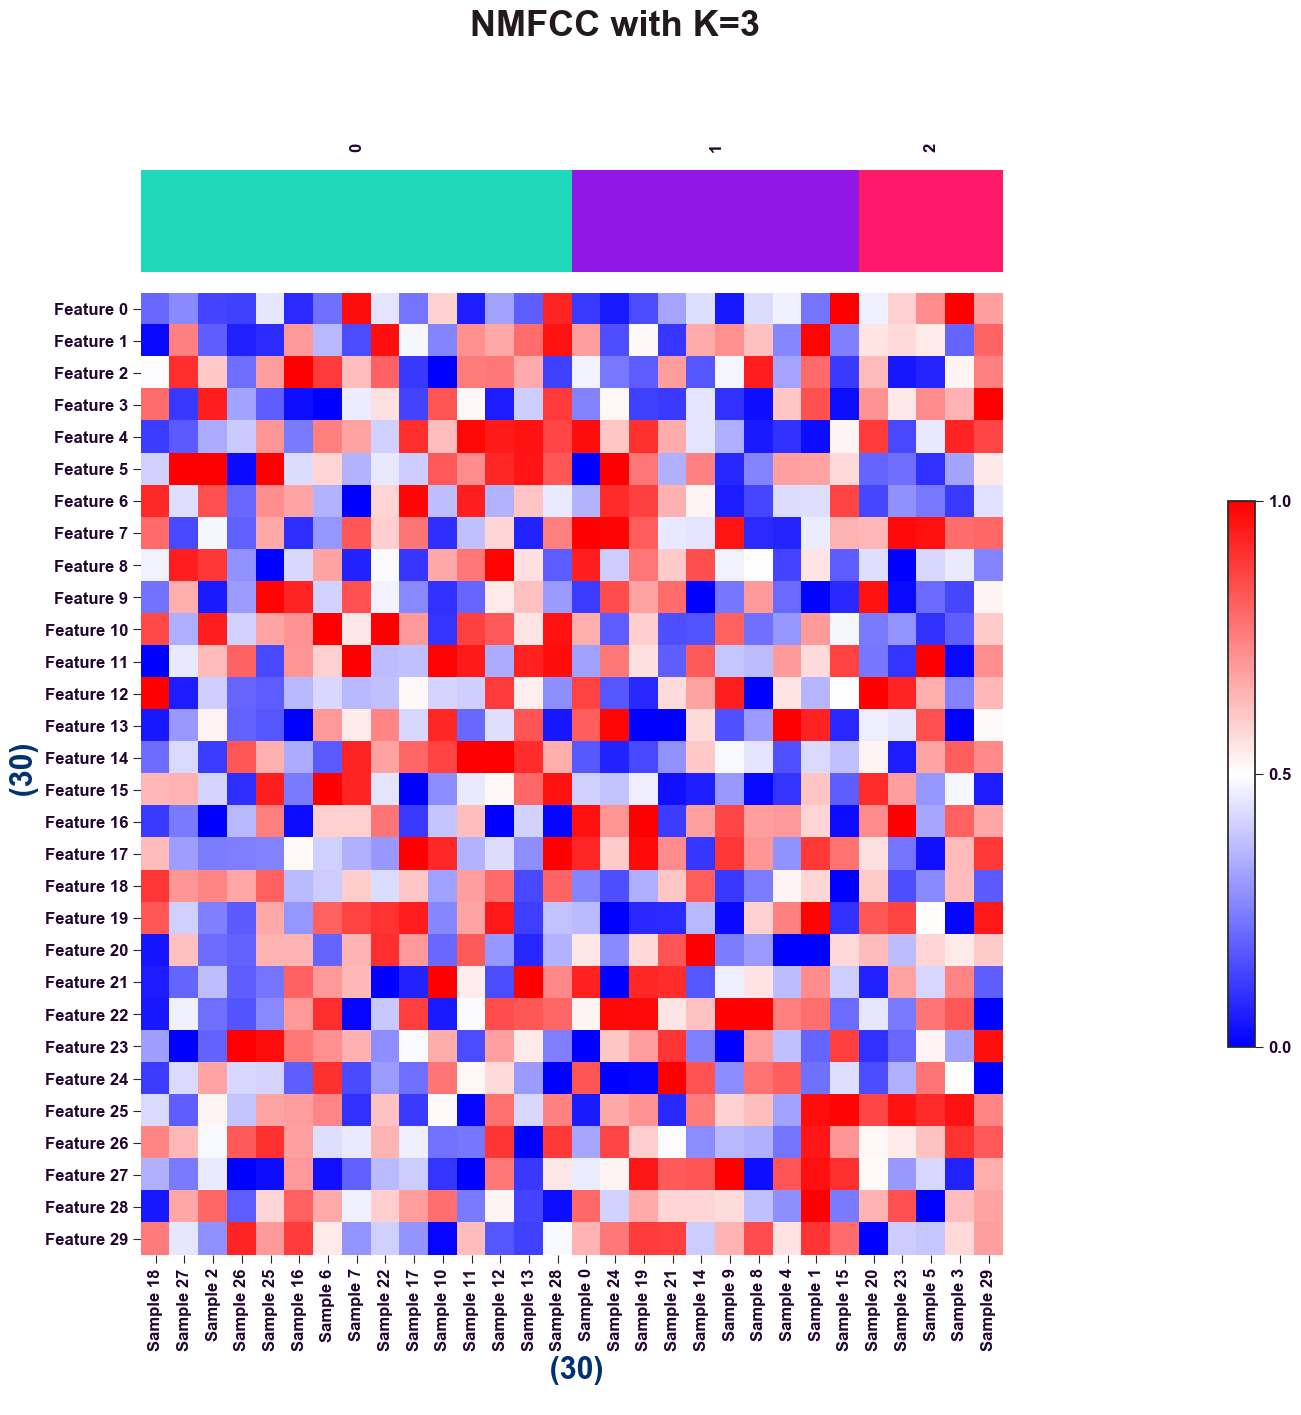 NMFCC with K=3
0
1
2
Feature 0
Feature 1
Feature 2
Feature 3
Feature 4
Feature 5
Feature 6
Feature 7
Feature 8
Feature 9
Feature 10
Feature 11
Feature 12
Feature 13
Feature 14
Feature 15
Feature 16
Feature 17
Feature 18
Feature 19
Feature 20
Feature 21
Feature 22
Feature 23
Feature 24
Feature 25
Feature 26
Feature 27
Feature 28
Feature 29
(30)
Sample 18
Sample 27
Sample 2
Sample 26
Sample 25
Sample 16
Sample 6
Sample 7
Sample 22
Sample 17
Sample 10
Sample 11
Sample 12
Sample 13
Sample 28
Sample 0
Sample 24
Sample 19
Sample 21
Sample 14
Sample 9
Sample 8
Sample 4
Sample 1
Sample 15
Sample 20
Sample 23
Sample 5
Sample 3
Sample 29
(30)
1.0
0.5
0.0